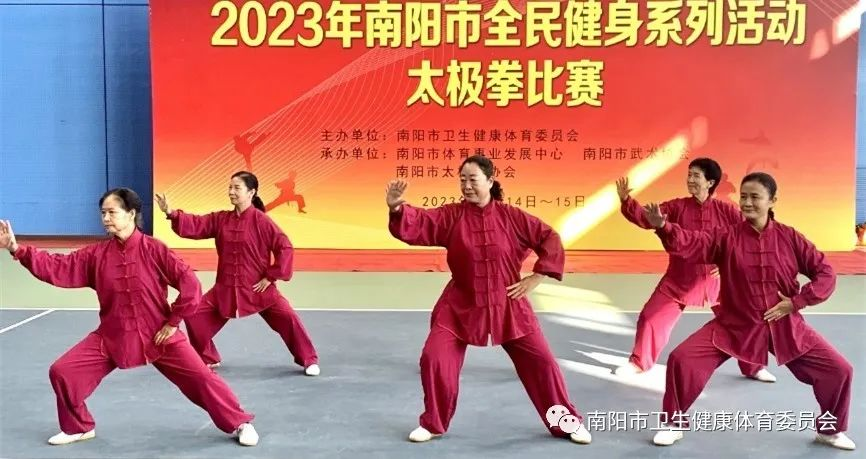 2023年南阳市全民健身系列活动
太极拳比赛
主办单位：南阳市卫生健康体育委员会
承办单位：南阳市体育事业发展中心 南阳市武术协会
南阳市太 协会
2023 14日～15日
南阳市卫生健康体育委员会